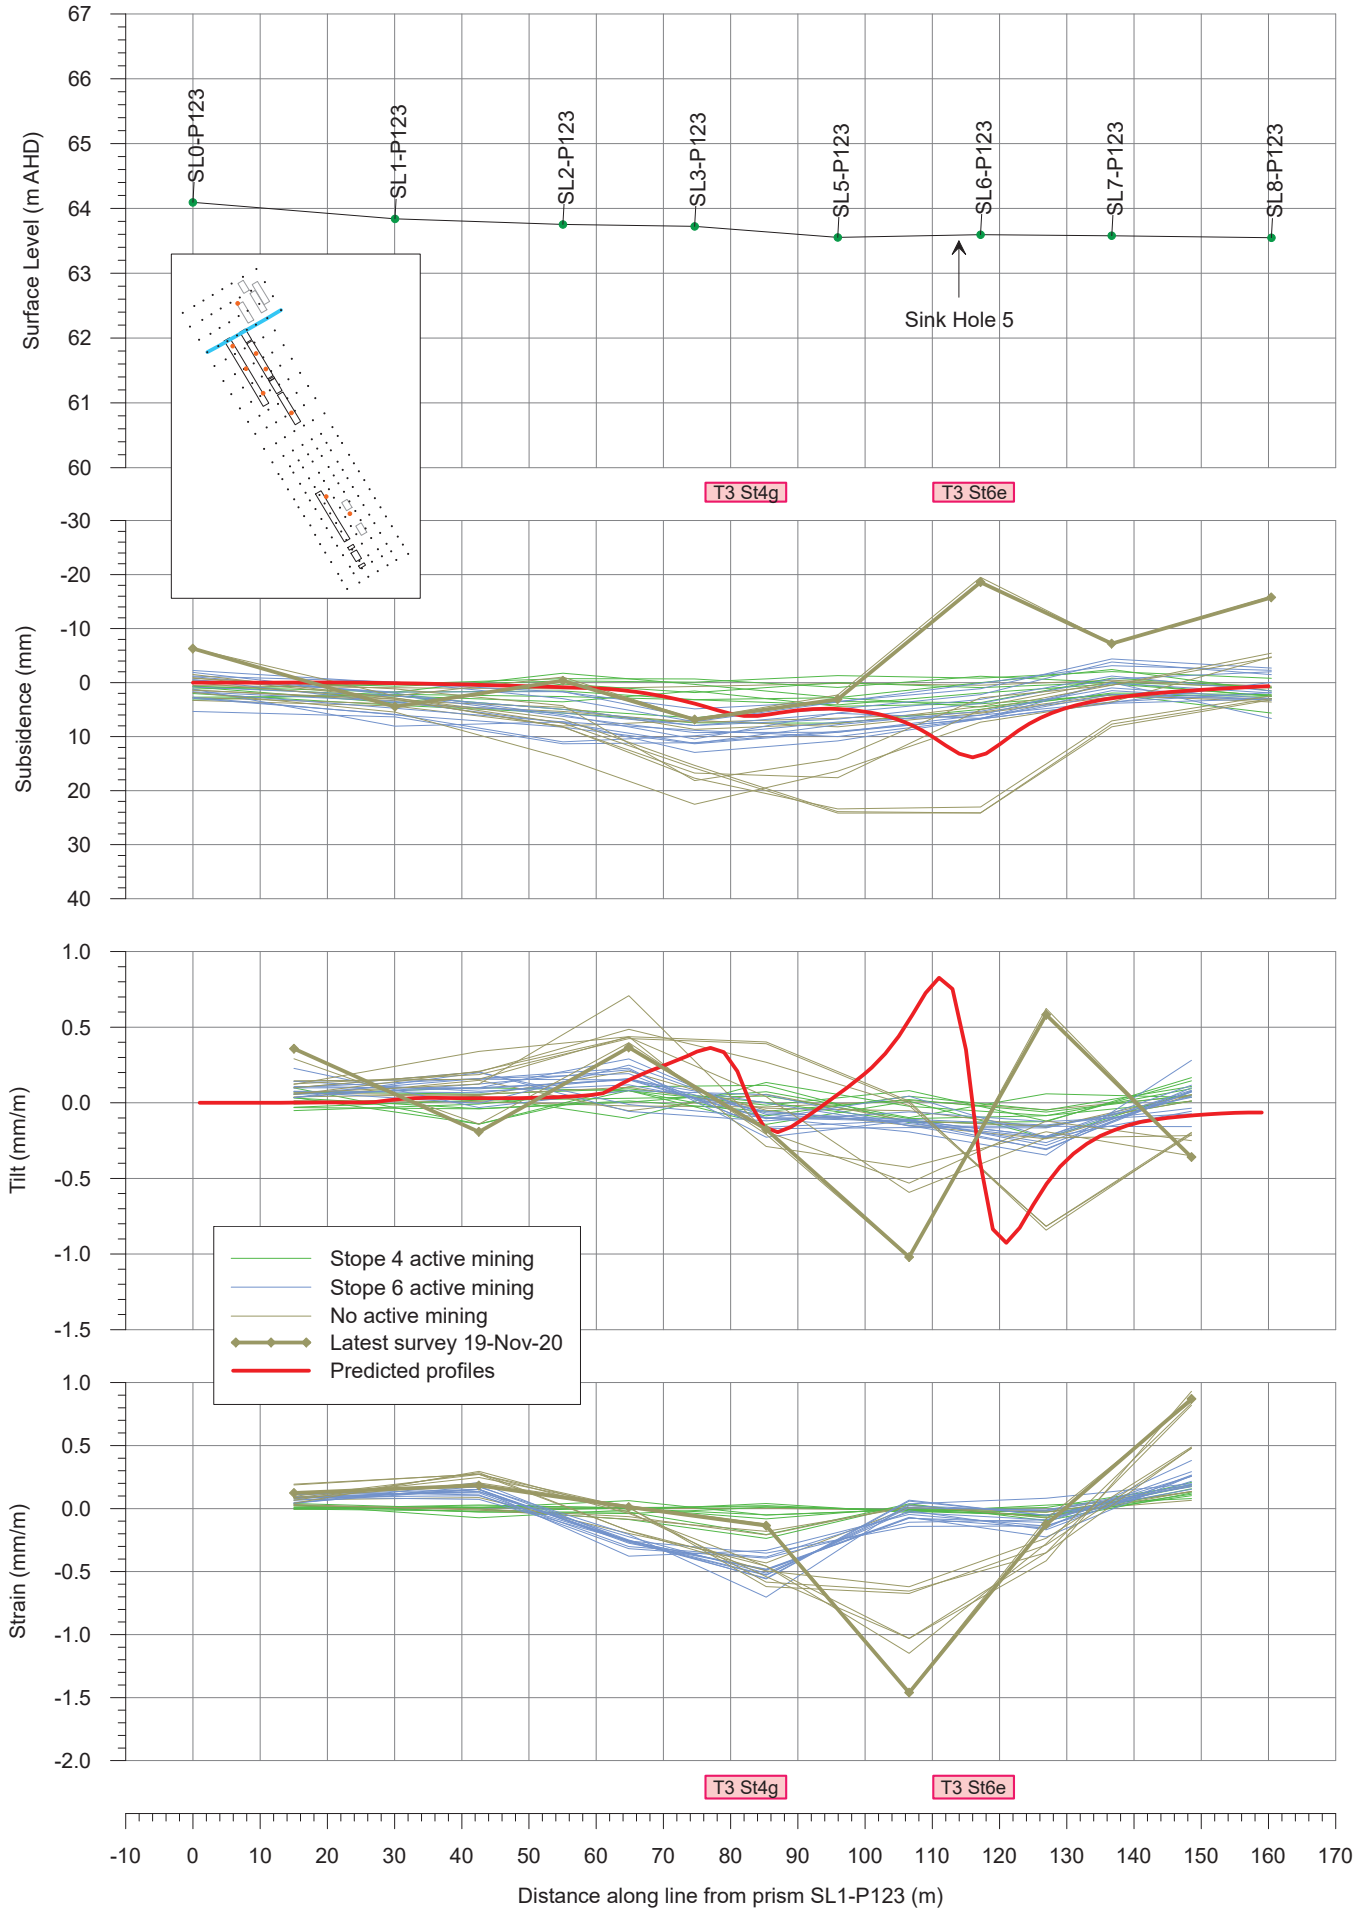 67
66
65
64
63
62
61
60
Surface Level (m AHD)
SL0-P123
SL1-P123
SL2-P123
SL3-P123
SL5-P123
SL6-P123
SL7-P123
SL8-P123
Sink Hole 5
T3 St4g
T3 St6e
-30
-20
-10
0
10
20
30
40
Subsidence (mm)
1.0
0.5
0.0
-0.5
-1.0
-1.5
Tilt (mm/m)
Stope 4 active mining
Stope 6 active mining
No active mining
Latest survey 19-Nov-20
Predicted profiles
1.0
0.5
0.0
-0.5
-1.0
-1.5
-2.0
Strain (mm/m)
T3 St4g
T3 St6e
-10 0 10 20 30 40 50 60 70 80 90 100 110 120 130 140 150 160 170
Distance along line from prism SL1-P123 (m)